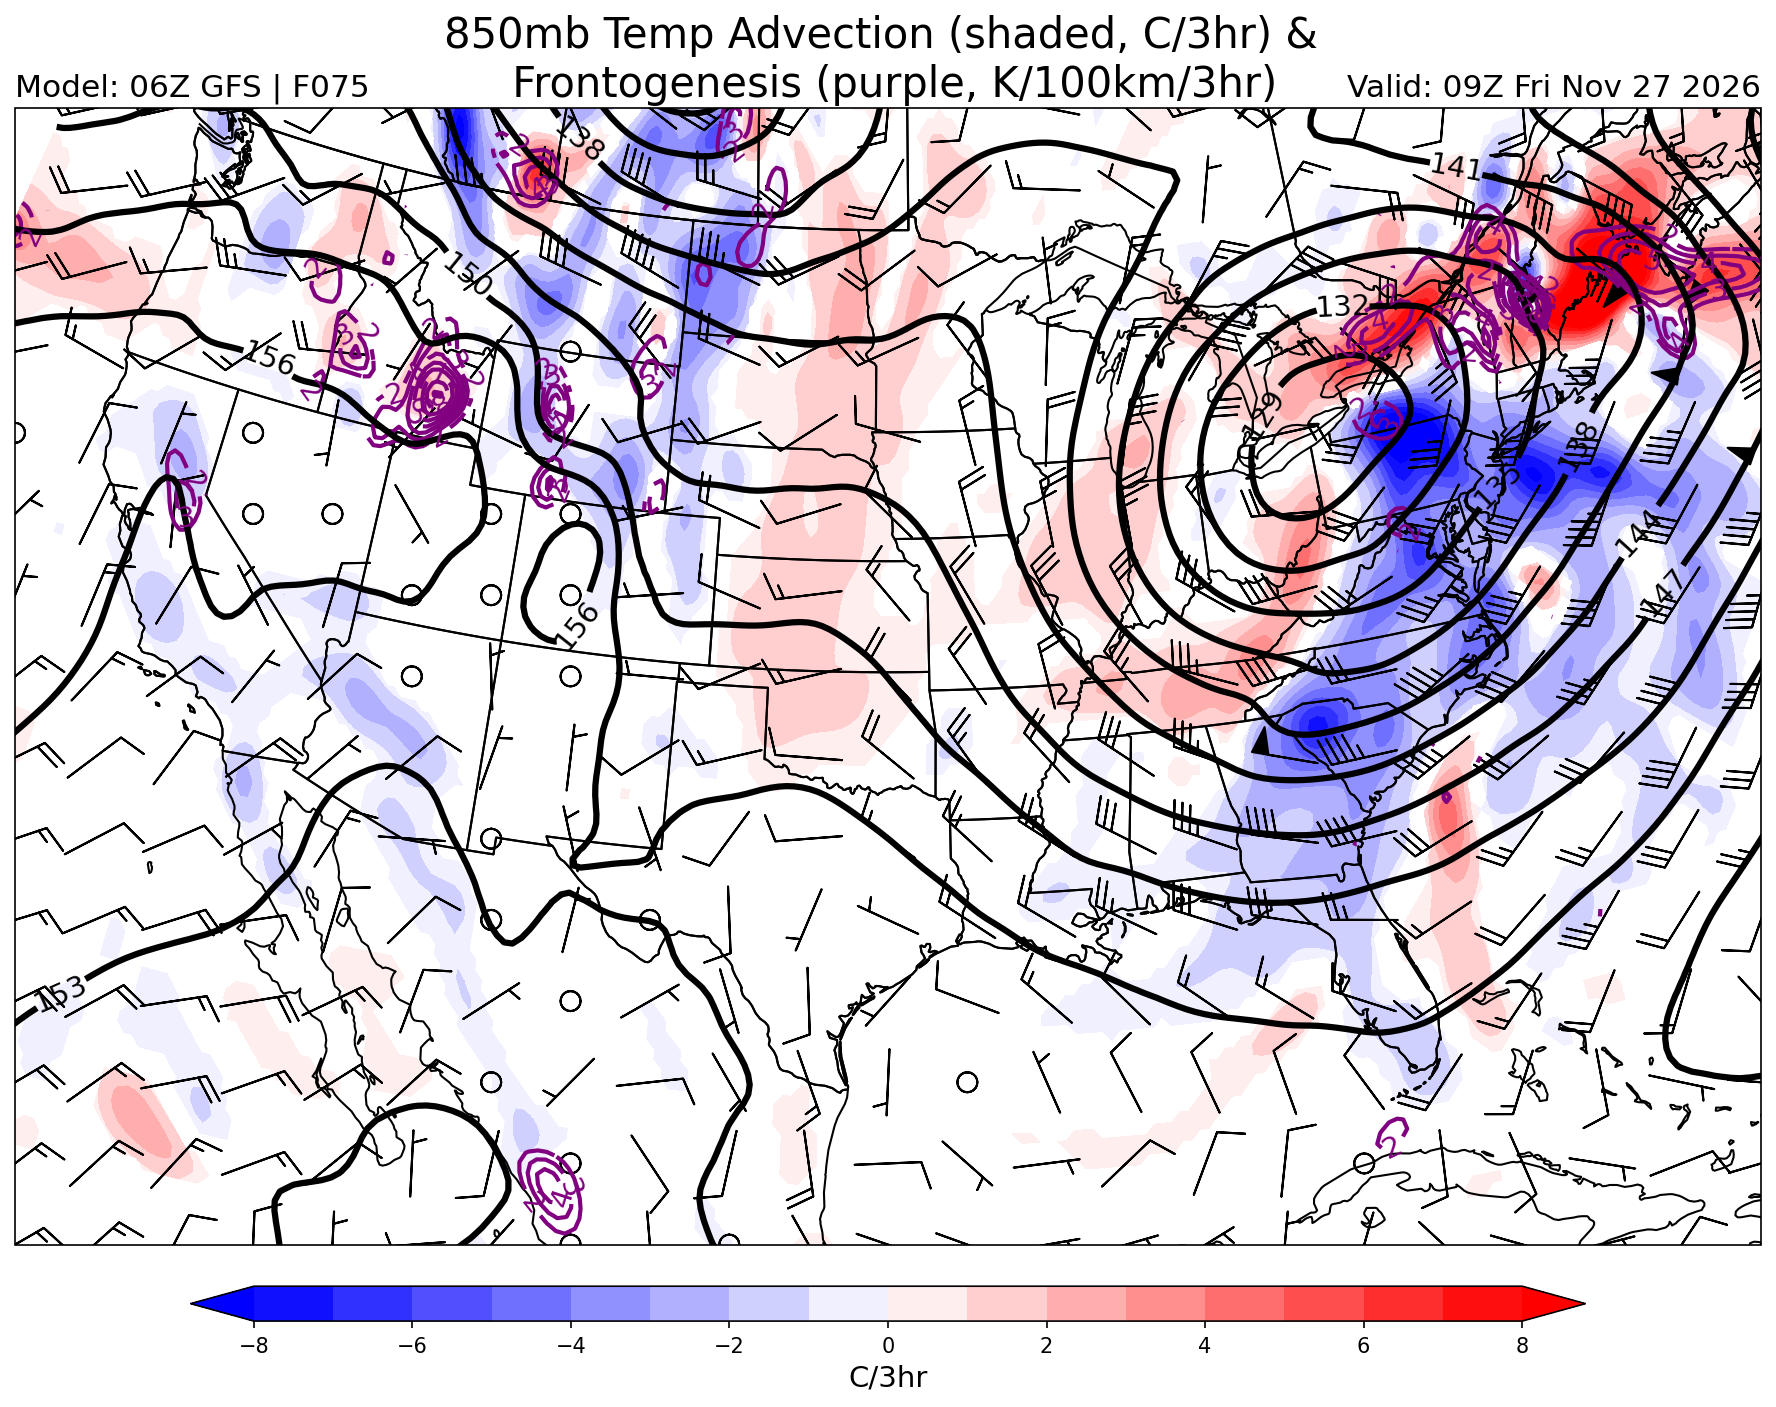 850mb Temp Advection (shaded, C/3hr) &
Model: 06Z GFS | F075
Frontogenesis (purple, K/100km/3hr)
Valid: 09Z Fri Nov 27 2026
138
141
150
132
156
129
138
135
144
147
156
153
−8 −6 −4 −2 0 2 4 6 8
C/3hr